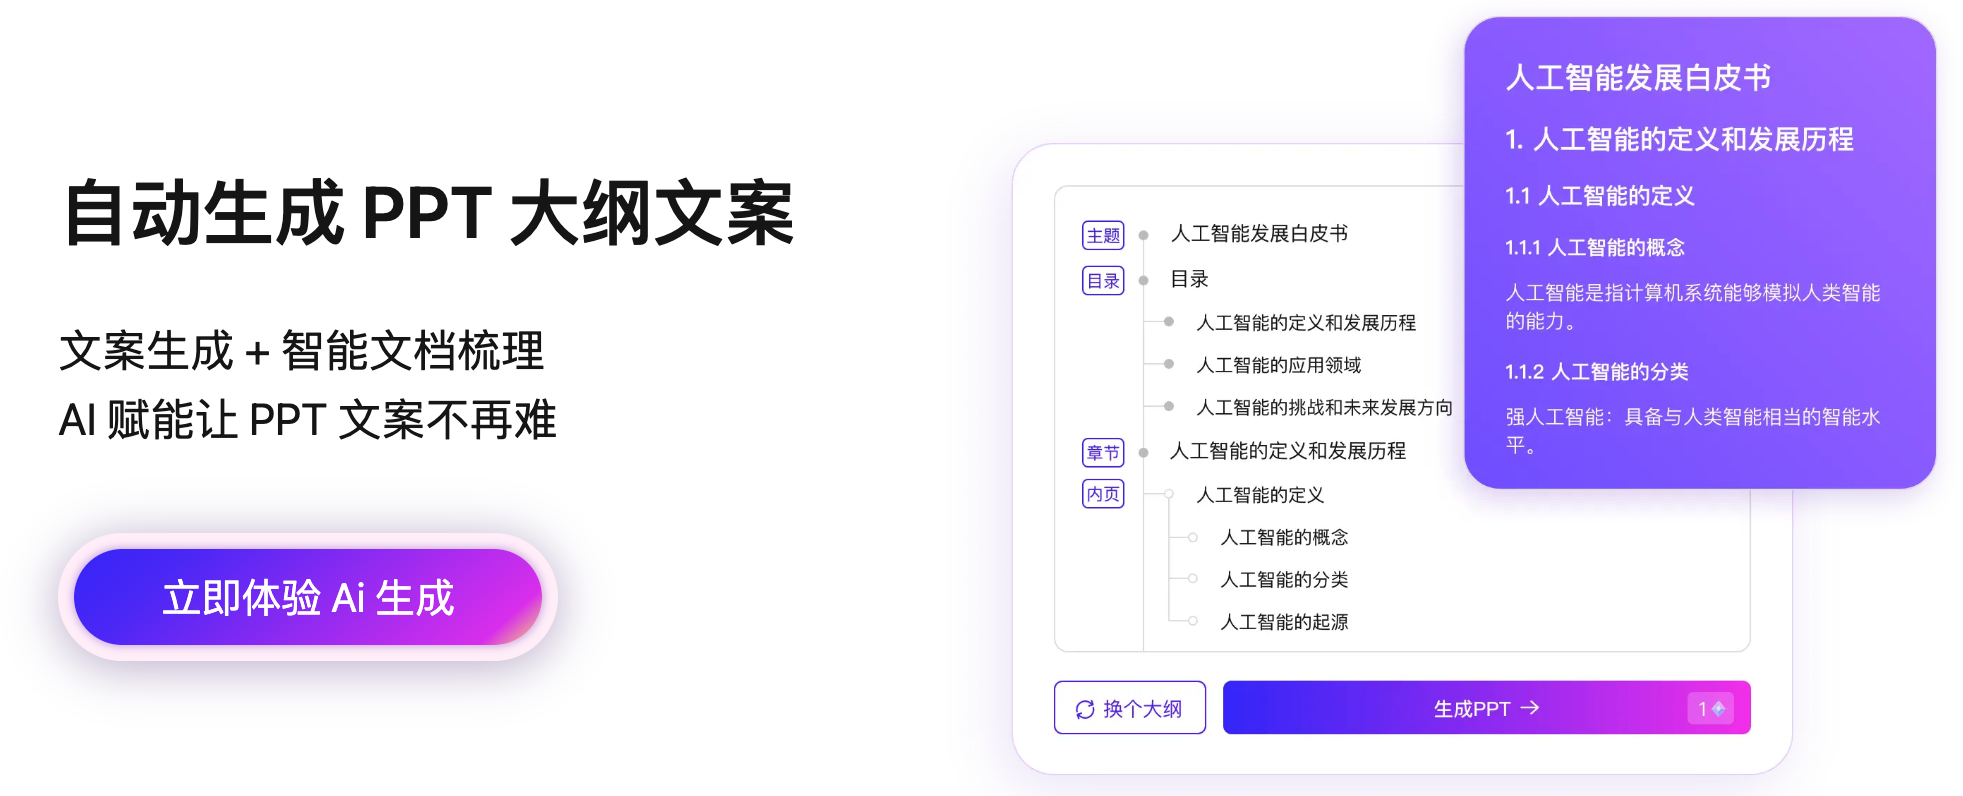 自动生成 PPT 大纲文案
文案生成 + 智能文档梳理
AI 赋能让 PPT 文案不再难
立即体验 Ai 生成
主题
人工智能发展白皮书
目录
目录
人工智能的定义和发展历程
人工智能的应用领域
人工智能的挑战和未来发展方向
章节
人工智能的定义和发展历程
内页
人工智能的定义
人工智能的概念
人工智能的分类
人工智能的起源
换个大纲
生成PPT →
1
人工智能发展白皮书
1. 人工智能的定义和发展历程
1.1 人工智能的定义
1.1.1 人工智能的概念
人工智能是指计算机系统能够模拟人类智能
的能力。
1.1.2 人工智能的分类
强人工智能：具备与人类智能相当的智能水
平。